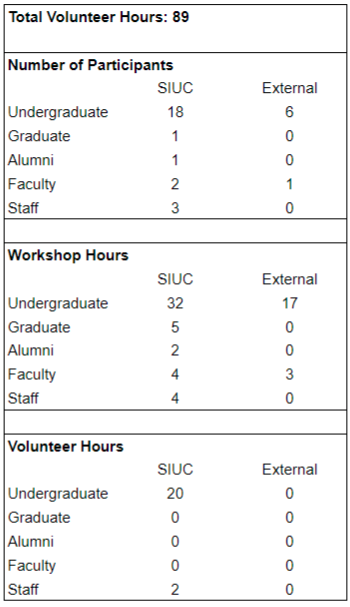 Total Volunteer Hours: 89
Number of Participants
SIUC External
Undergraduate 18 6
Graduate 1 0
Alumni 1 0
Faculty 2 1
Staff 3 0
Workshop Hours
SIUC External
Undergraduate 32 17
Graduate 5 0
Alumni 2 0
Faculty 4 3
Staff 4 0
Volunteer Hours
SIUC External
Undergraduate 20 0
Graduate 0 0
Alumni 0 0
Faculty 0 0
Staff 2 0